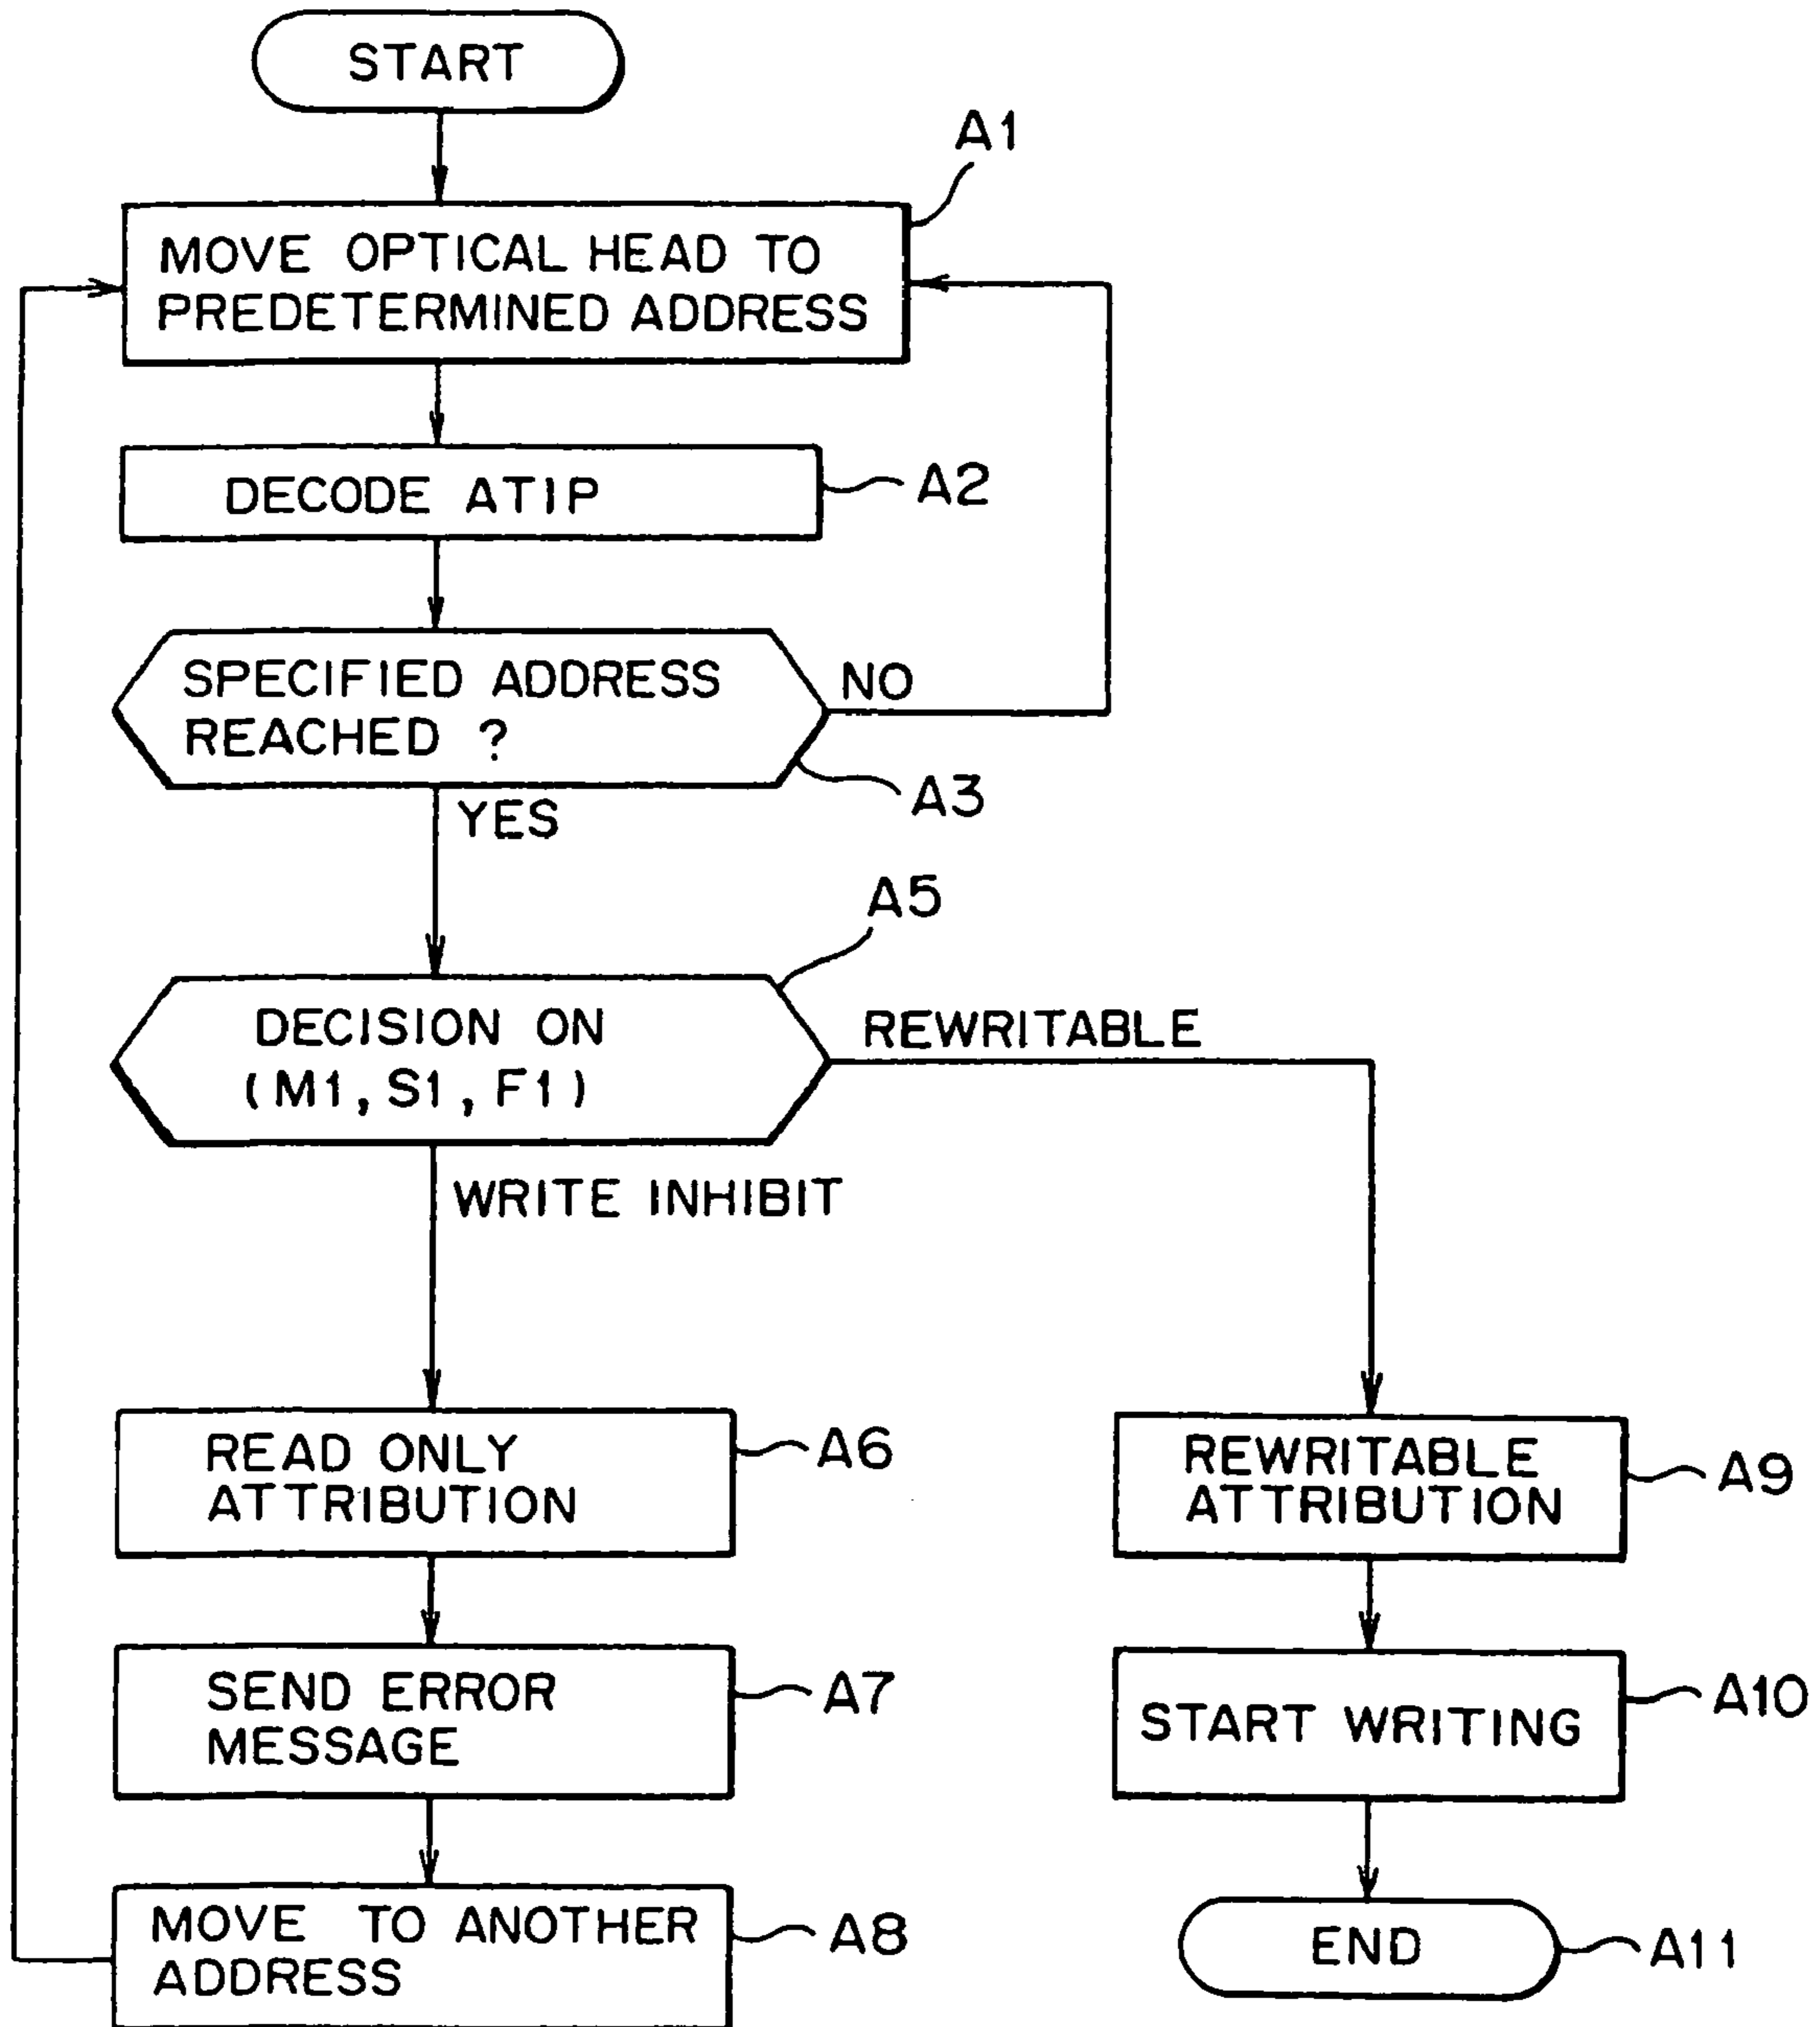 START
A1
MOVE OPTICAL HEAD TO
PREDETERMINED ADDRESS
DECODE ATIP
A2
SPECIFIED ADDRESS
REACHED ?
NO
A3
YES
A5
DECISION ON
(M1, S1, F1)
REWRITABLE
WRITE INHIBIT
READ ONLY
ATTRIBUTION
A6
REWRITABLE
ATTRIBUTION
A9
SEND ERROR
MESSAGE
A7
START WRITING
A10
MOVE TO ANOTHER
ADDRESS
A8
END
A11